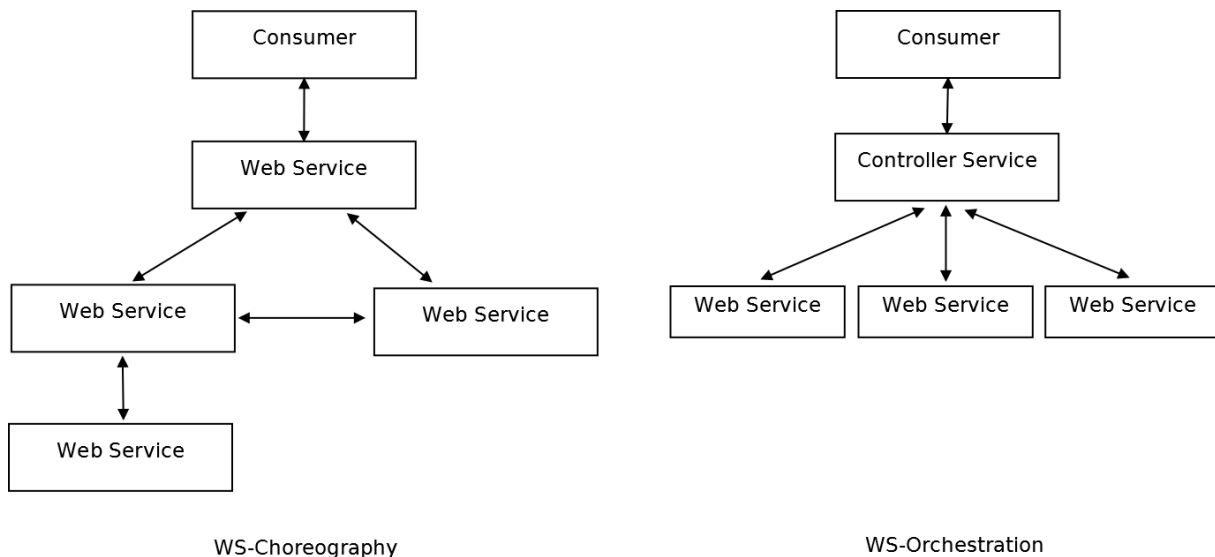 Consumer
Web Service
Web Service
Web Service
Web Service
WS-Choreography
Consumer
Controller Service
Web Service
Web Service
Web Service
WS-Orchestration